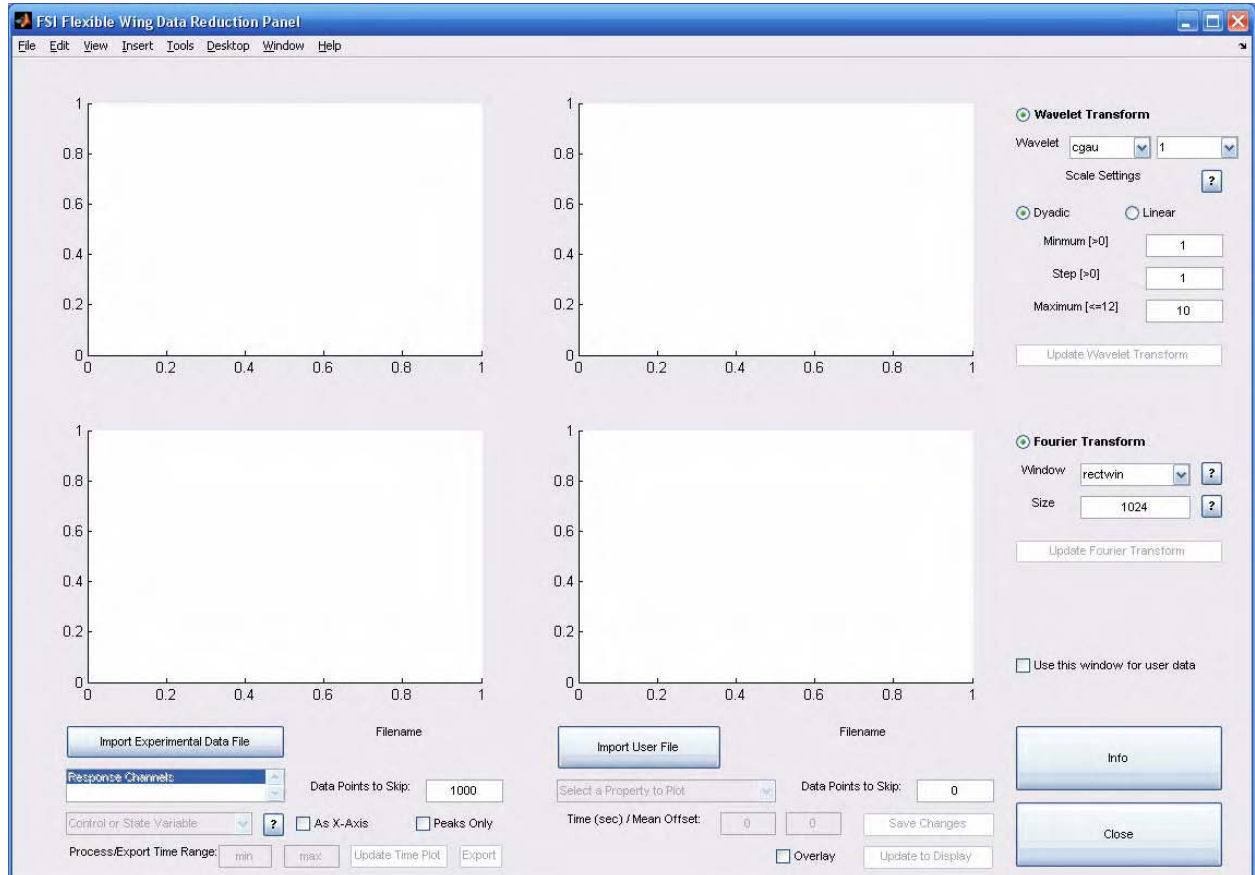 FSI Flexible Wing Data Reduction Panel
File Edit View Insert Tools Desktop Window Help
1
0.8
0.6
0.4
0.2
0
0 0.2 0.4 0.6 0.8 1
1
0.8
0.6
0.4
0.2
0
0 0.2 0.4 0.6 0.8 1
Wavelet Transform
Wavelet cgau 1
Scale Settings ?
Dyadic Linear
Minmum [>0] 1
Step [>0] 1
Maximum [<=12] 10
Update Wavelet Transform
1
0.8
0.6
0.4
0.2
0
0 0.2 0.4 0.6 0.8 1
1
0.8
0.6
0.4
0.2
0
0 0.2 0.4 0.6 0.8 1
Fourier Transform
Window rectwin ?
Size 1024 ?
Update Fourier Transform
Use this window for user data
Import Experimental Data File Filename
Response Channels
Data Points to Skip: 1000
Control or State Variable ? As X-Axis Peaks Only
Process/Export Time Range: min max Update Time Plot Export
Import User File Filename
Select a Property to Plot Data Points to Skip: 0
Time (sec) / Mean Offset: 0 0 Save Changes
Overlay Update to Display
Info
Close